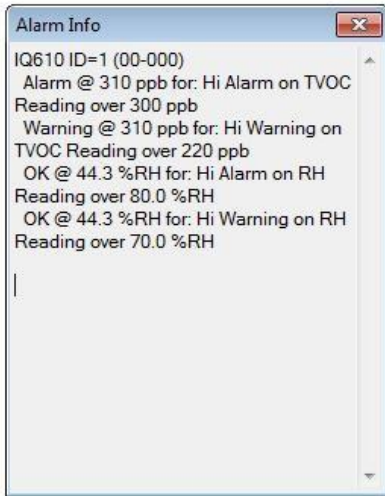 Alarm Info
IQ610 ID=1 (00-000)
Alarm @ 310 ppb for: Hi Alarm on TVOC
Reading over 300 ppb
Warning @ 310 ppb for: Hi Warning on
TVOC Reading over 220 ppb
OK @ 44.3 %RH for: Hi Alarm on RH
Reading over 80.0 %RH
OK @ 44.3 %RH for: Hi Warning on RH
Reading over 70.0 %RH